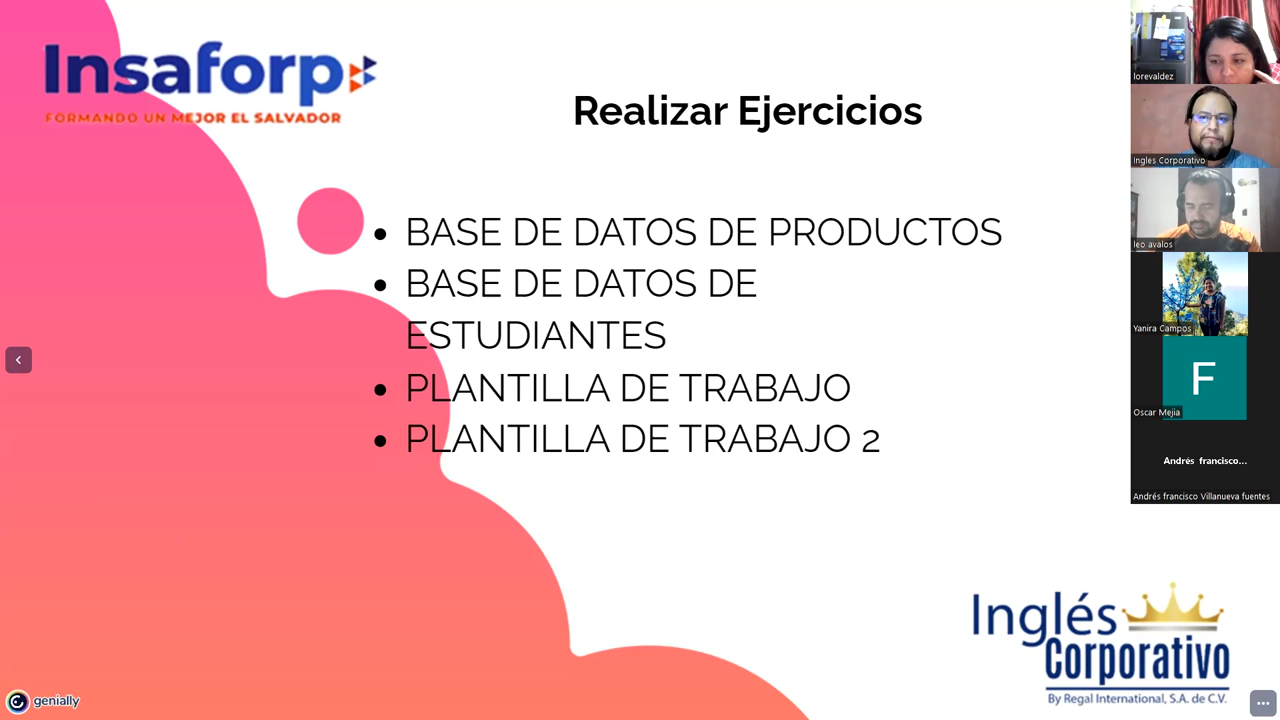 Insaforp
FORMANDO UN MEJOR EL SALVADOR
Realizar Ejercicios
• BASE DE DATOS DE PRODUCTOS
• BASE DE DATOS DE
ESTUDIANTES
• PLANTILLA DE TRABAJO
• PLANTILLA DE TRABAJO 2
lorevaldez
Ingles Corporativo
leo avalos
Yanira Campos
F
Oscar Mejia
Andrés francisco...
Andrés francisco Villanueva fuentes
Inglés
Corporativo
By Regal International, S.A. de C.V.
genially